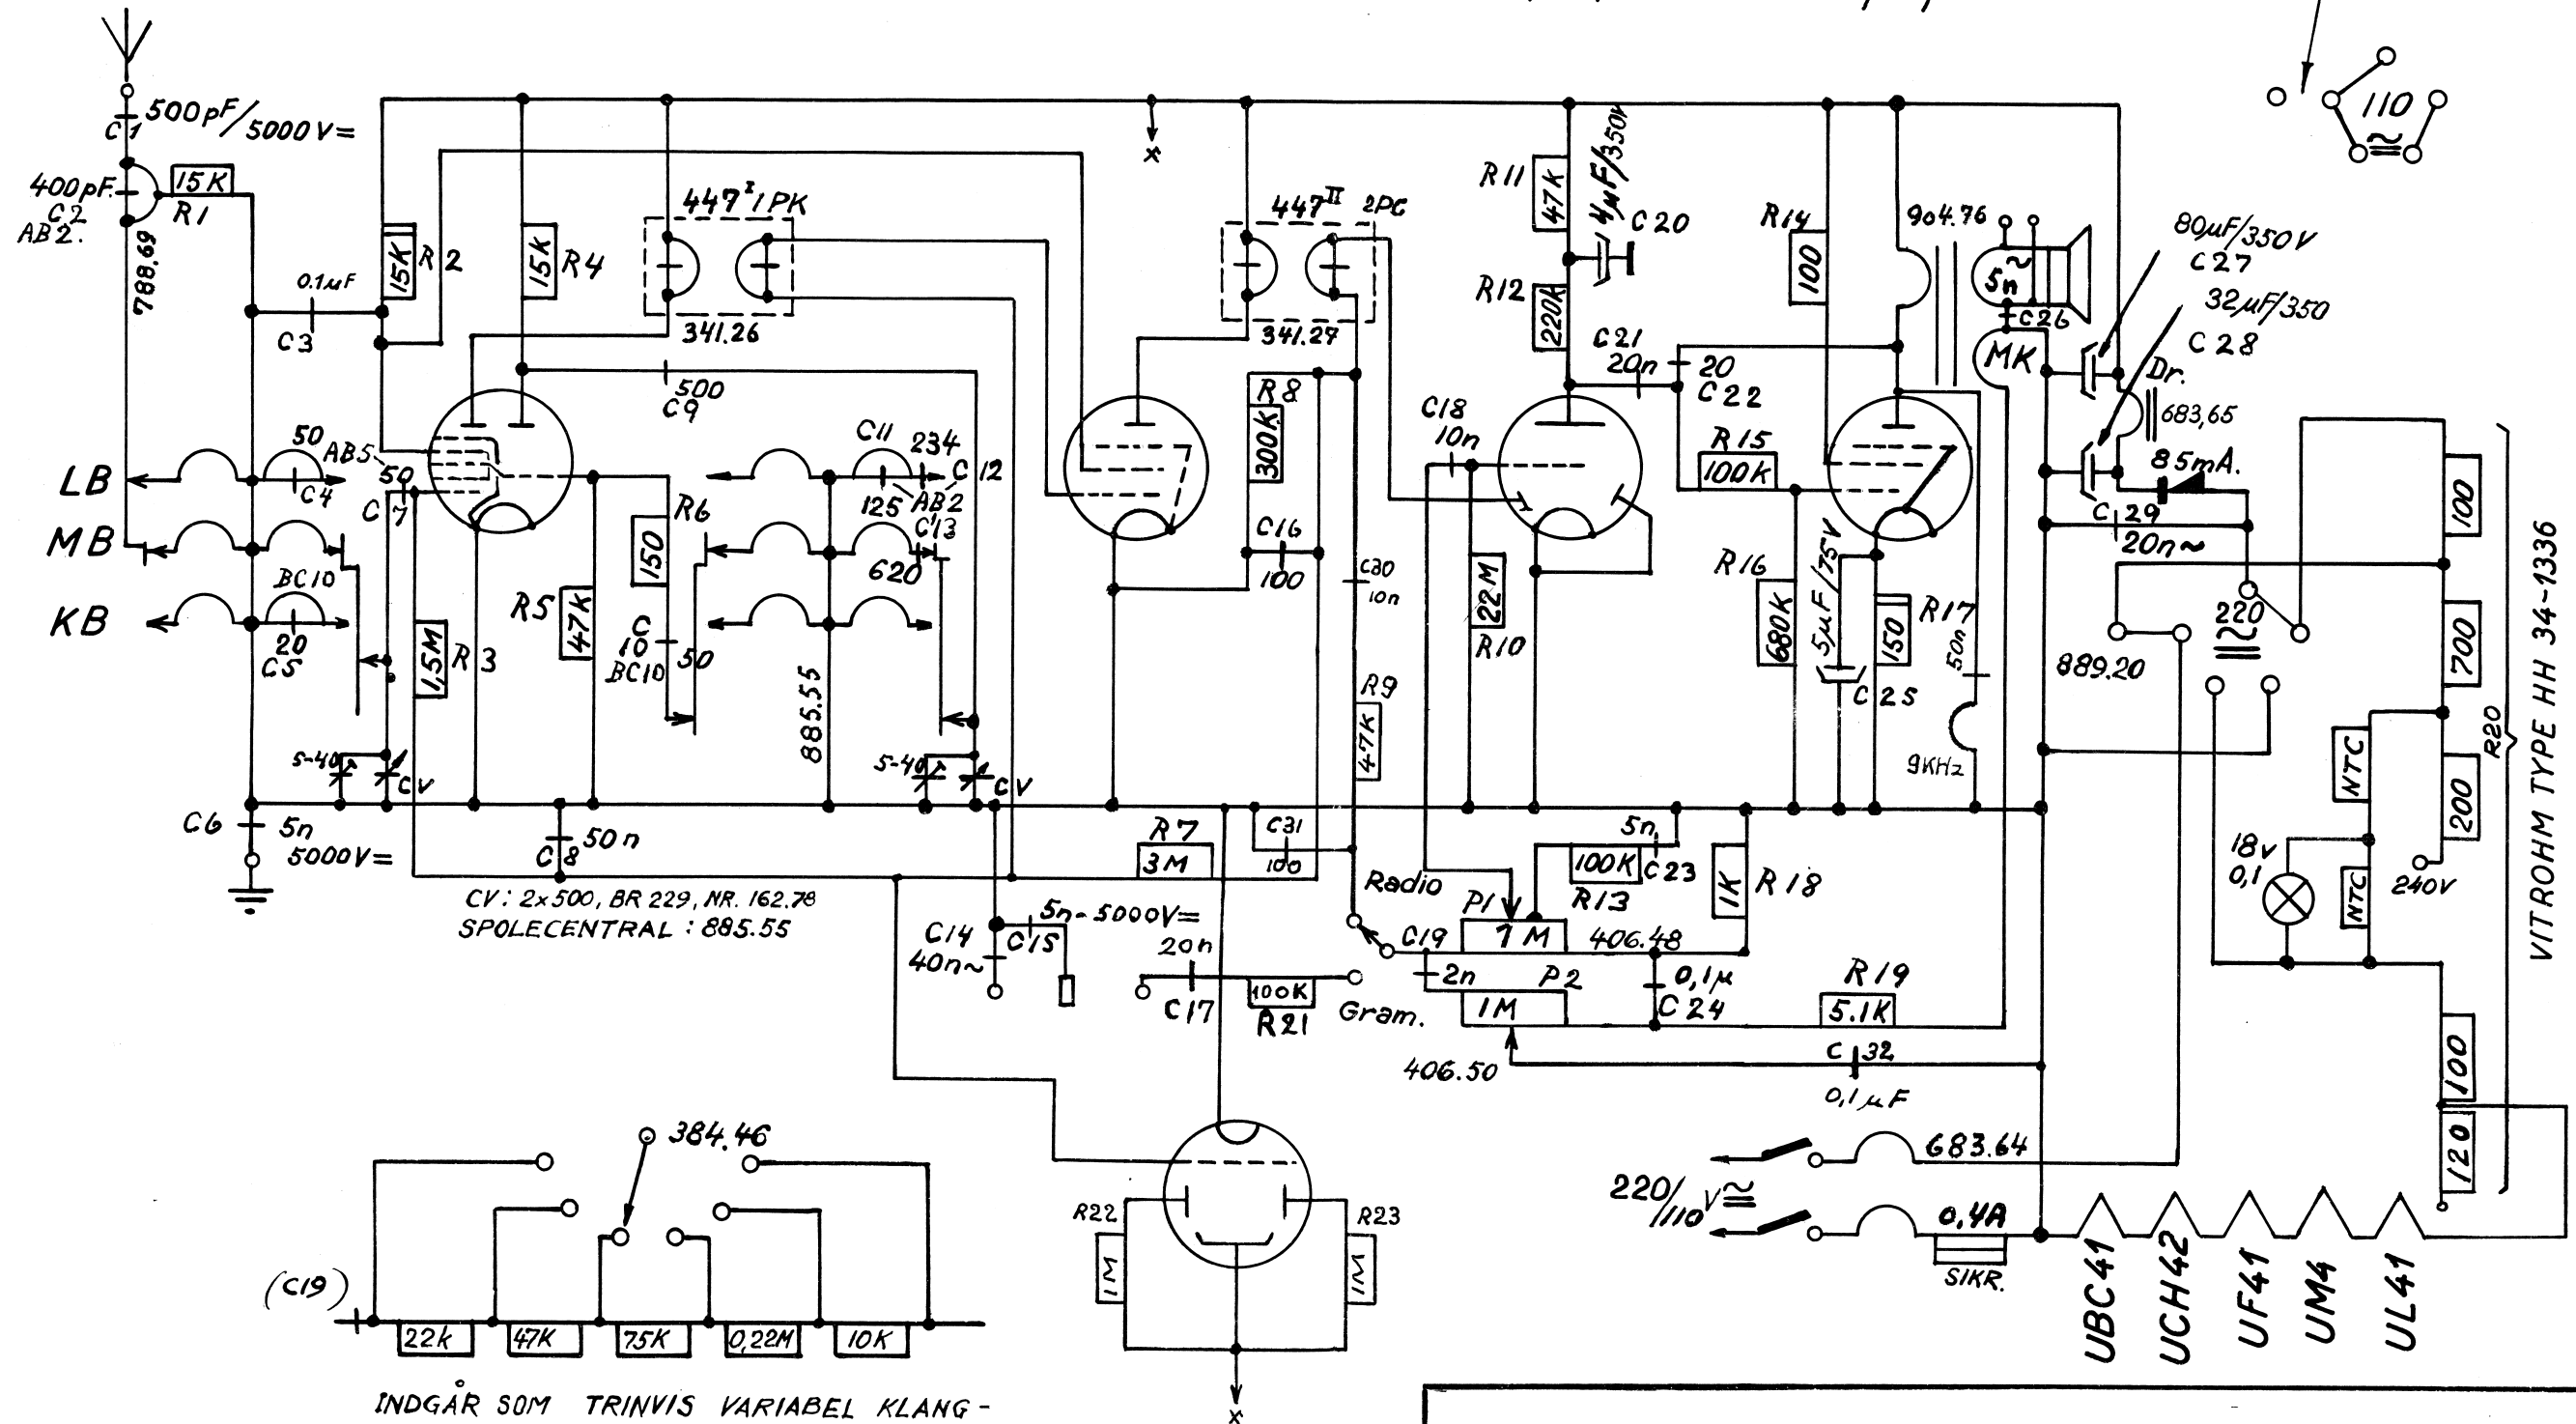 C1 500pF/5000V=
400pF.
C2
AB2.
15K
R1
788.69
0.1µF
C3
15K R2
15K R4
447 I 1PK
341.26
500
C9
447 II 2PC
341.27
x
R11 47K
4µF/350V C20
R12 220K
C21
20n
20
C22
R14 100
904.76
5n
C26
MK
80µF/350V
C27
32µF/350
C28
Dr.
683,65
85mA.
C 29
20n~
110
LB
MB
KB
50
C4
AB5
50
C7
BC10
20
C5
1,5M R3
R5 47K
R6
150
C
10
BC10 50
C11
234
C12
125
AB2
C13
620
885.55
5-40 CV
5-40 CV
R8
300K
C16
100
C30
10n
R9
47K
C18
10n
22M
R10
R15
100K
R16
680K
5µF/75V
C25
R17
150
50n
9KHz
220
889.20
100
700
200
NTC
NTC
18V
0,1
240V
R20
VITROHM TYPE HH 34-1336
C6 5n
5000V=
C8 50n
CV: 2x500, BR 229, NR. 162.78
SPOLECENTRAL : 885.55
R7
3M
C31
100
Radio
C14
40n~
5n-5000V=
C15
20n
C17
100K
R21
Gram.
C19
2n
P1
1M
406.48
5n
C23
100K
R13
1K R18
P2
1M
0,1µ
C24
R19
5.1K
406.50
C 32
0,1µF
100
120
384.46
(C19)
22k 47K 75K 0,22M 10K
INDGÅR SOM TRINVIS VARIABEL KLANG-
R22
1M
R23
1M
x
220/110 V
683.64
0,4A
SIKR.
UBC41
UCH42
UF41
UM4
UL41